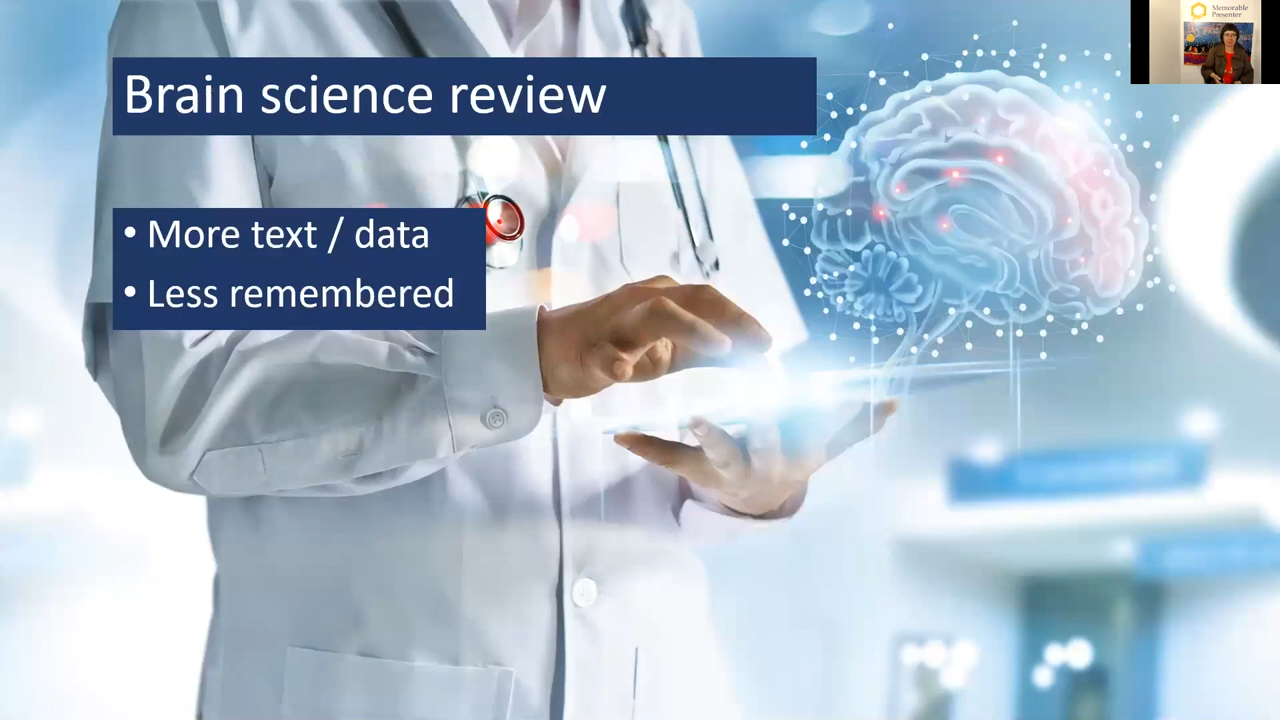 Brain science review
• More text / data
• Less remembered
Memorable
Presenter